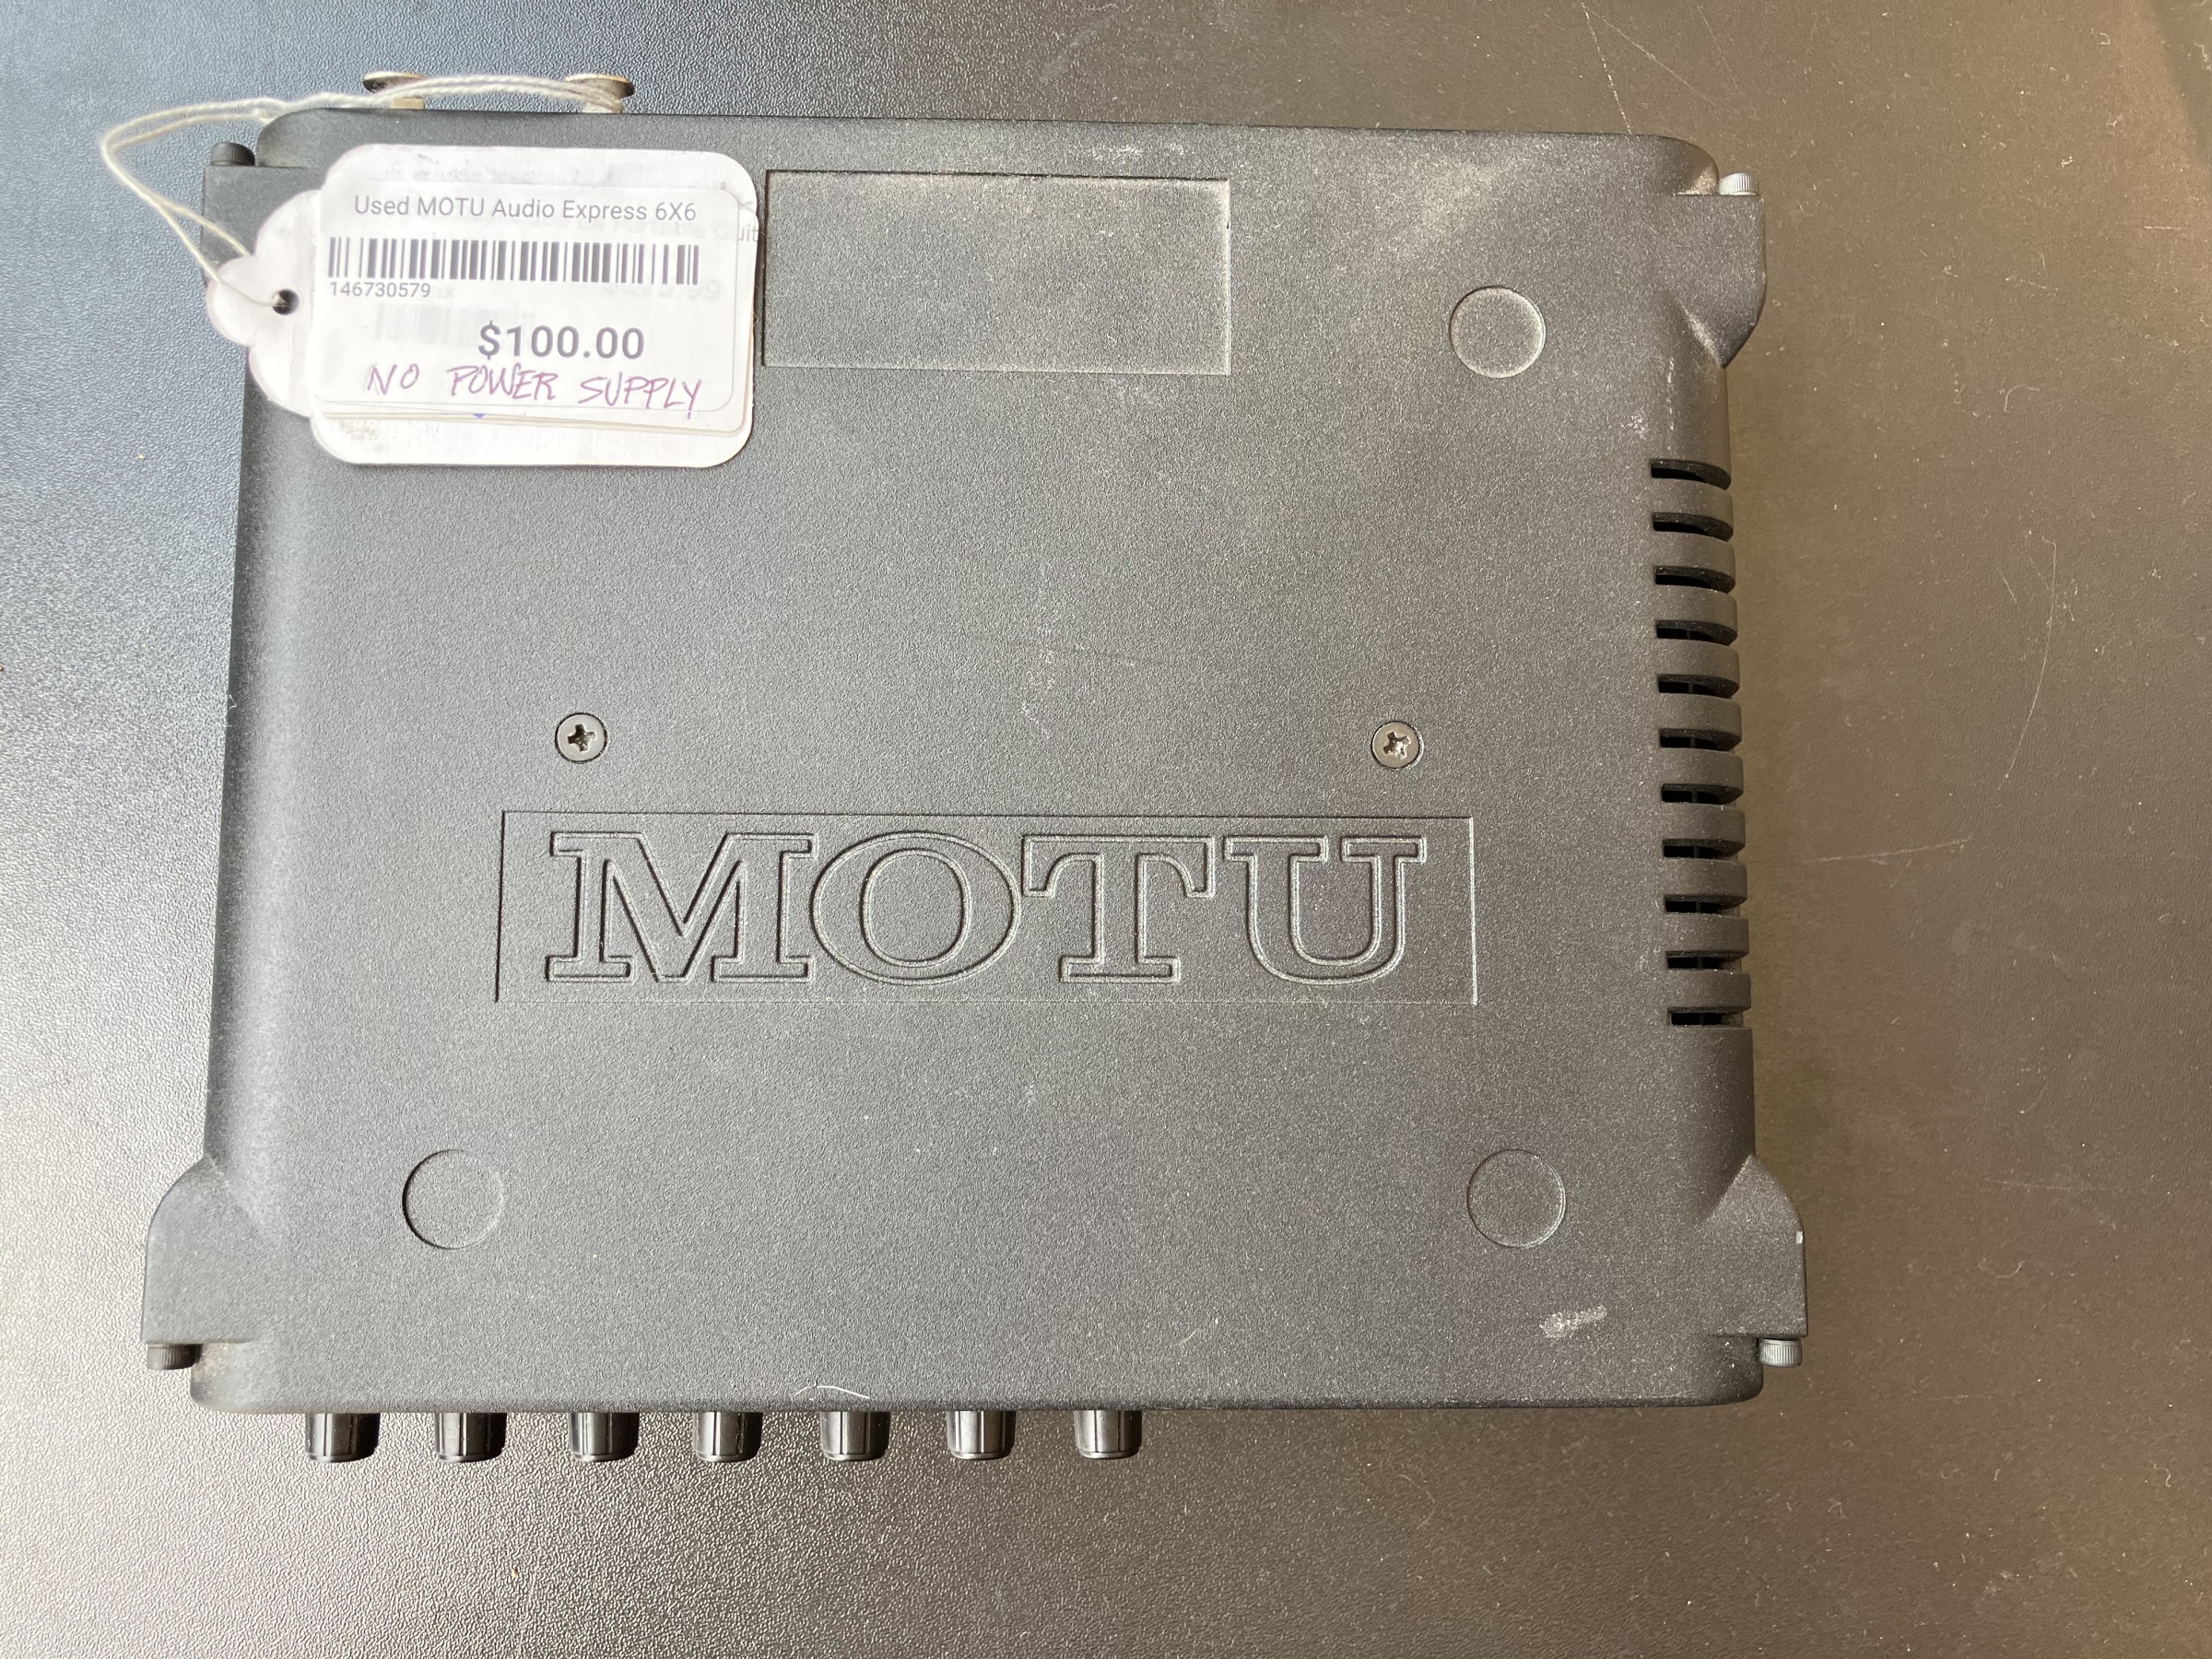 Used MOTU Audio Express 6X6
146730579
$100.00
NO POWER SUPPLY
MOTU